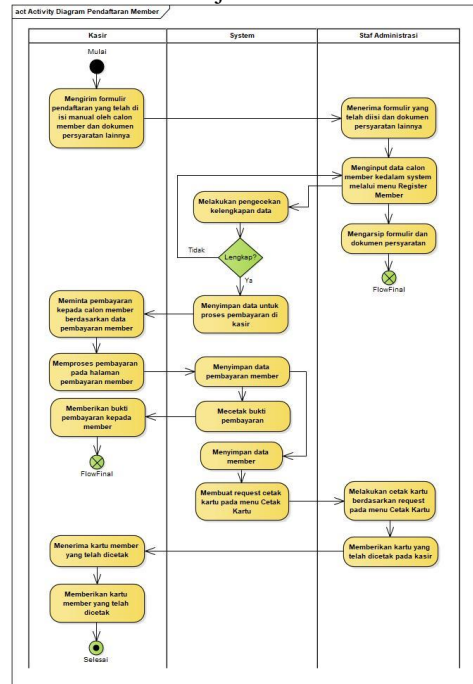 act Activity Diagram Pendaftaran Member
Kasir
System
Staf Administrasi
Mulai
Mengirim formulir
pendaftaran yang telah di
isi manual oleh calon
member dan dokumen
persyaratan lainnya
Menerima formulir yang
telah diisi dan dokumen
persyaratan lainnya
Menginput data calon
member kedalam system
melalui menu Register
Member
Melakukan pengecekan
kelengkapan data
Mengarsip formulir dan
dokumen persyaratan
Tidak
Lengkap?
Ya
FlowFinal
Meminta pembayaran
kepada calon member
berdasarkan data
pembayaran member
Menyimpan data untuk
proses pembayaran di
kasir
Memproses pembayaran
pada halaman
pembayaran member
Menyimpan data
pembayaran member
Memberikan bukti
pembayaran kepada
member
Mecetak bukti
pembayaran
FlowFinal
Menyimpan data
member
Membuat request cetak
kartu pada menu Cetak
Kartu
Melakukan cetak kartu
berdasarkan request
pada menu Cetak Kartu
Menerima kartu member
yang telah dicetak
Memberikan kartu yang
telah dicetak pada kasir
Memberikan kartu
member yang telah
dicetak
Selesai